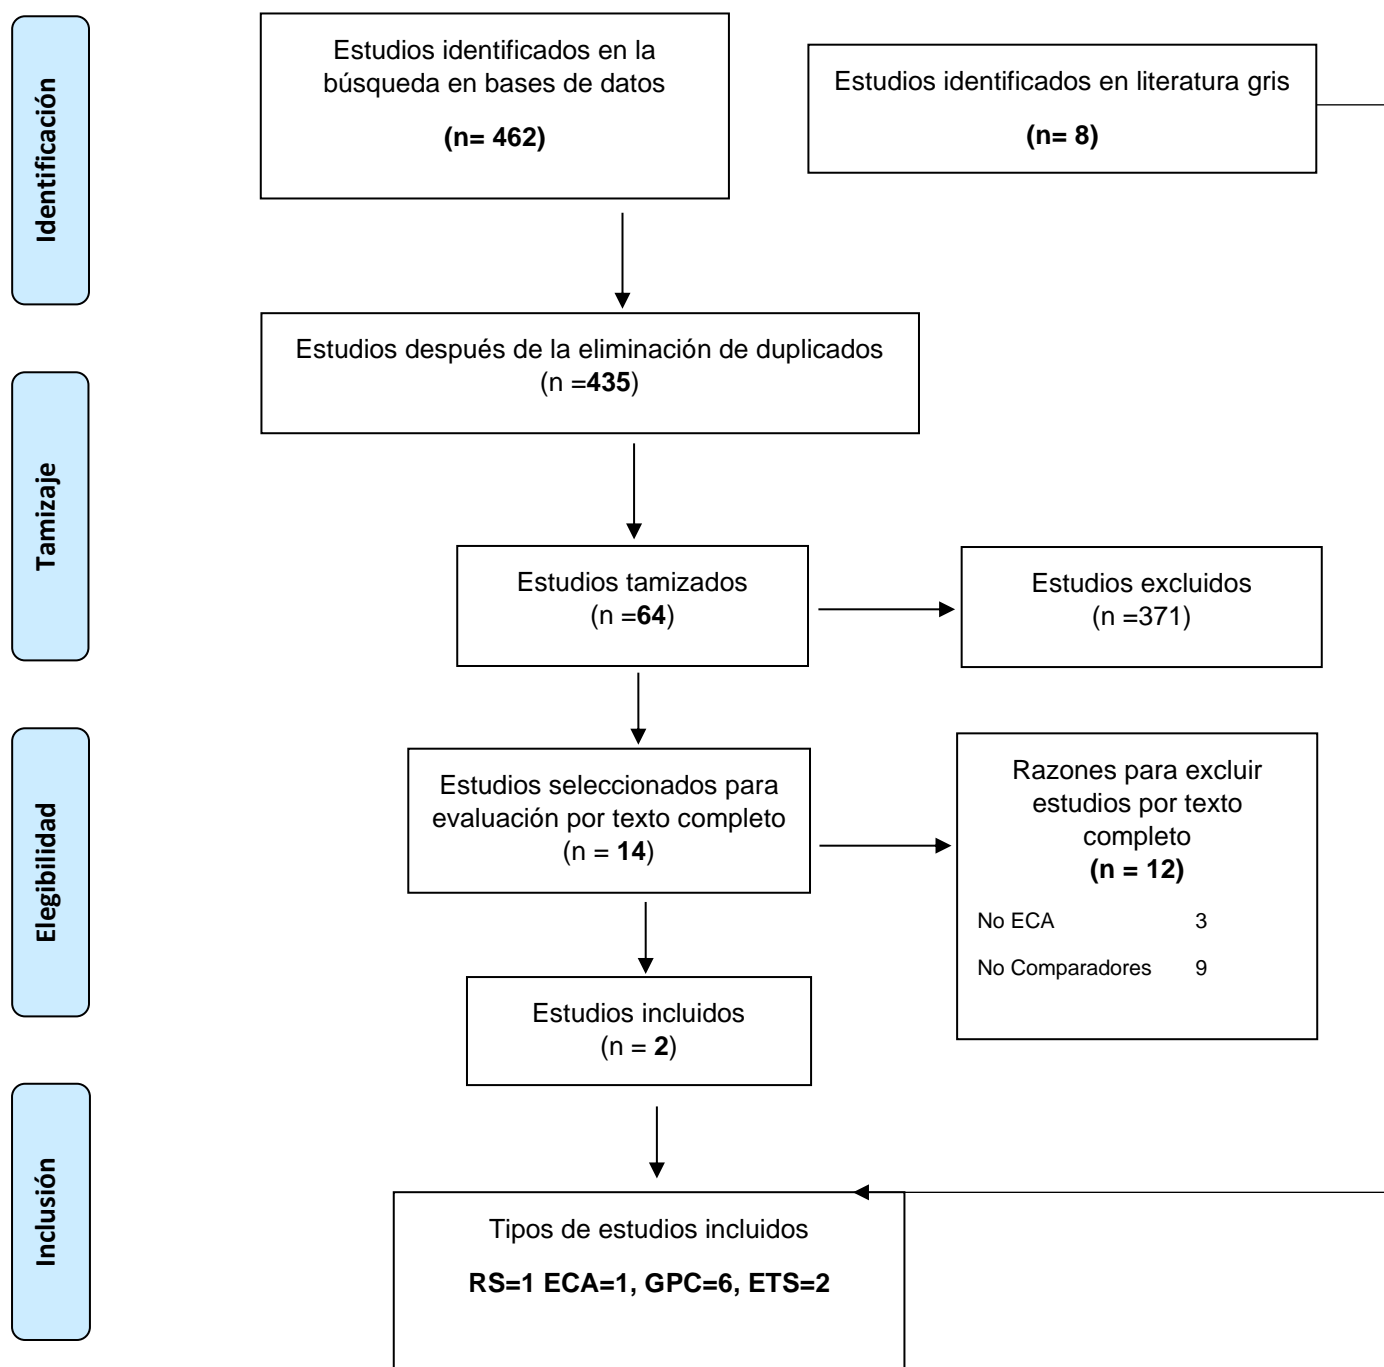 Identificación
Estudios identificados en la
búsqueda en bases de datos
(n= 462)
Estudios identificados en literatura gris
(n= 8)
Estudios después de la eliminación de duplicados
(n =435)
Tamizaje
Estudios tamizados
(n =64)
Estudios excluidos
(n =371)
Elegibilidad
Estudios seleccionados para
evaluación por texto completo
(n = 14)
Razones para excluir
estudios por texto
completo
(n = 12)
No ECA 3
No Comparadores 9
Estudios incluidos
(n = 2)
Inclusión
Tipos de estudios incluidos
RS=1 ECA=1, GPC=6, ETS=2